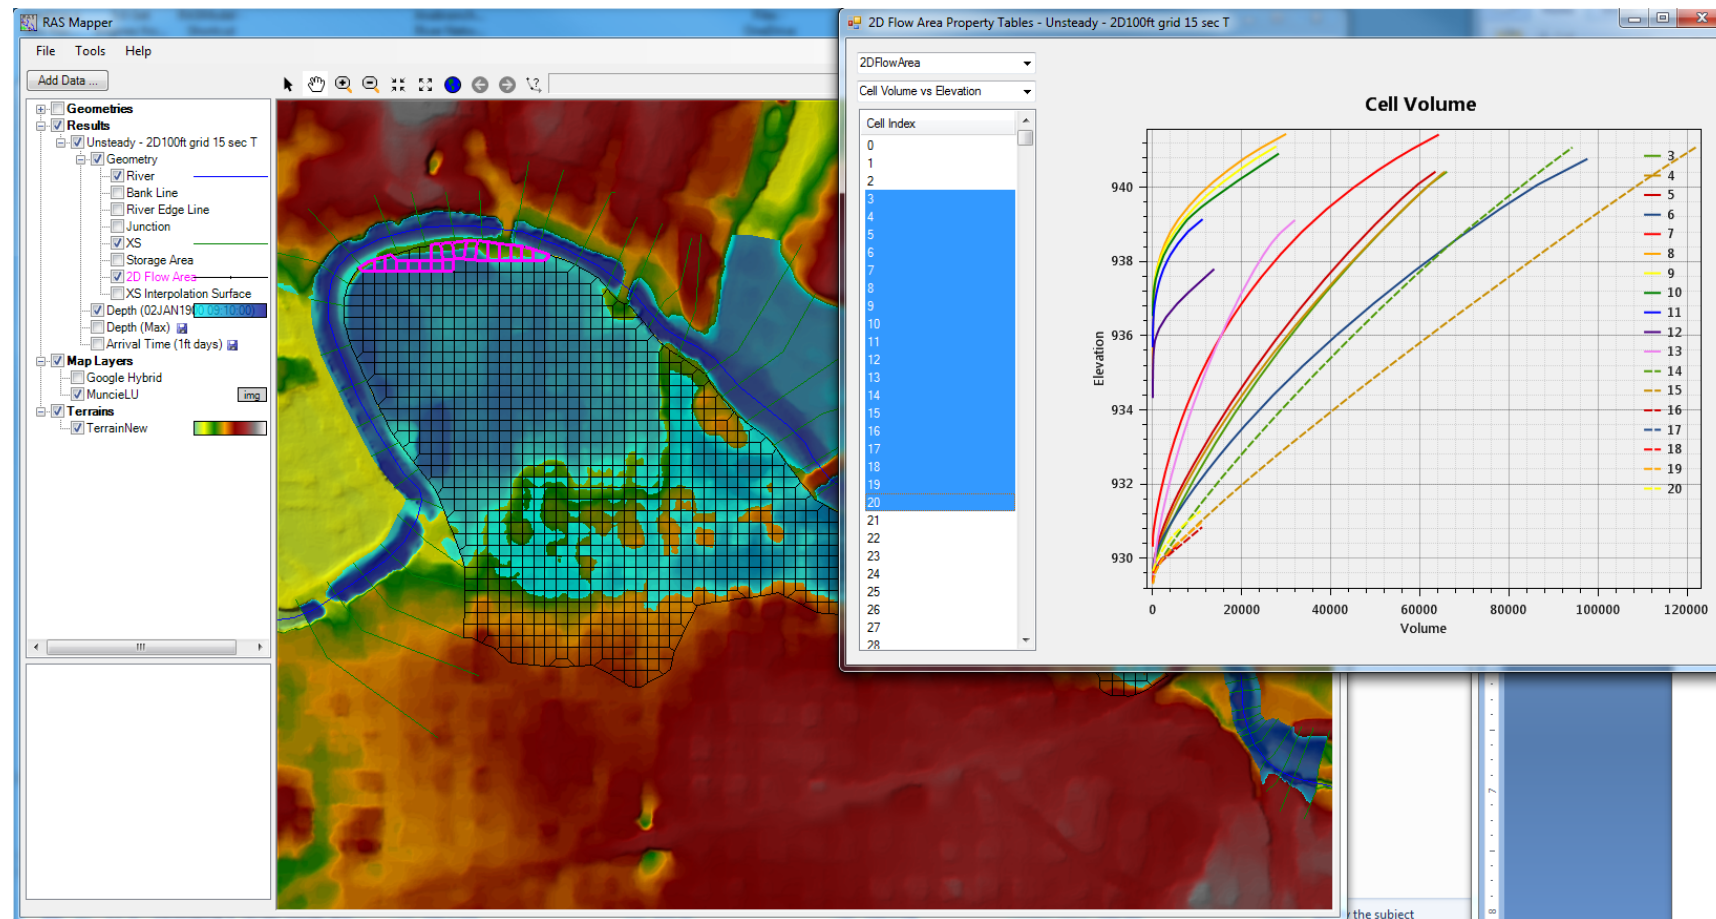 RAS Mapper
File Tools Help
Add Data ...
Geometries
Results
Unsteady - 2D100ft grid 15 sec T
Geometry
River
Bank Line
River Edge Line
Junction
XS
Storage Area
2D Flow Area
XS Interpolation Surface
Depth (02JAN1900 09:10:00)
Depth (Max)
Arrival Time (1ft days)
Map Layers
Google Hybrid
MuncieLU
img
Terrains
TerrainNew
2D Flow Area Property Tables - Unsteady - 2D100ft grid 15 sec T
2DFlowArea
Cell Volume vs Elevation
Cell Index
0
1
2
3
4
5
6
7
8
9
10
11
12
13
14
15
16
17
18
19
20
21
22
23
24
25
26
27
28
Cell Volume
Elevation
940
938
936
934
932
930
0 20000 40000 60000 80000 100000 120000
Volume
3
4
5
6
7
8
9
10
11
12
13
14
15
16
17
18
19
20
7
8
the subject